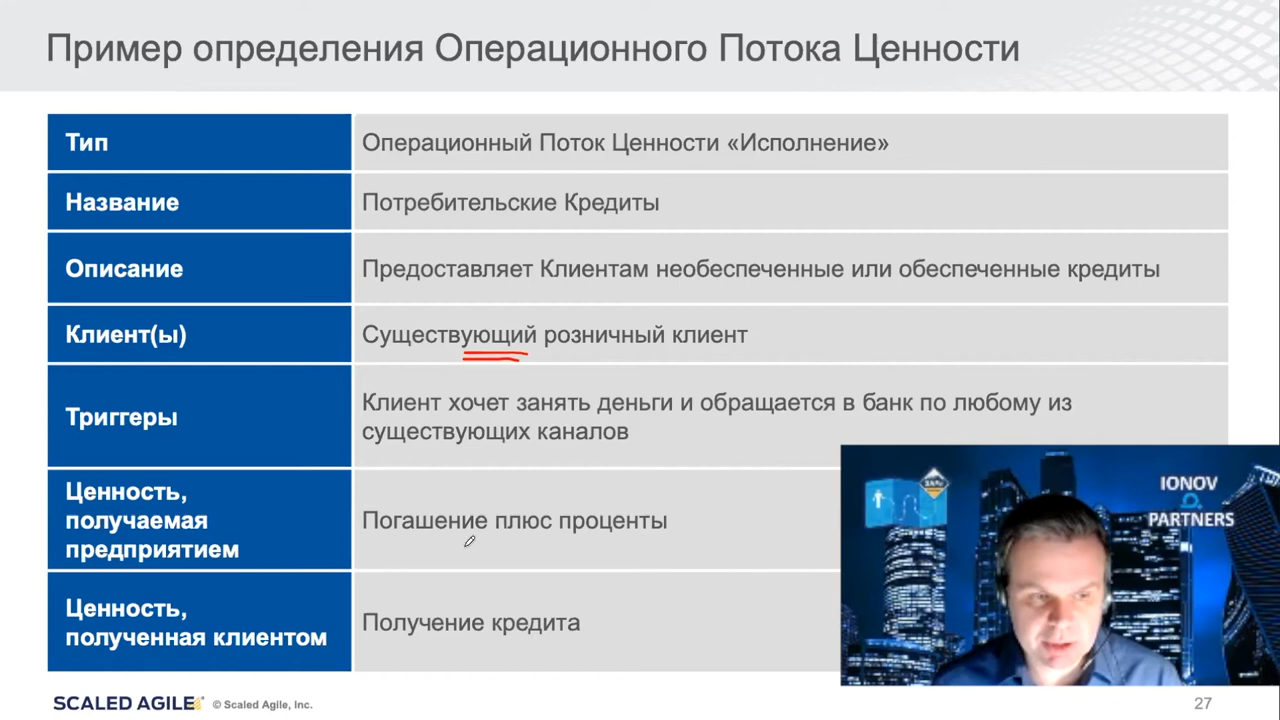 Пример определения Операционного Потока Ценности
Тип
Операционный Поток Ценности «Исполнение»
Название
Потребительские Кредиты
Описание
Предоставляет Клиентам необеспеченные или обеспеченные кредиты
Клиент(ы)
Существующий розничный клиент
Триггеры
Клиент хочет занять деньги и обращается в банк по любому из
существующих каналов
Ценность,
получаемая
предприятием
Погашение плюс проценты
Ценность,
полученная клиентом
Получение кредита
IONOV
PARTNERS
SCALED AGILE
© Scaled Agile, Inc.
27